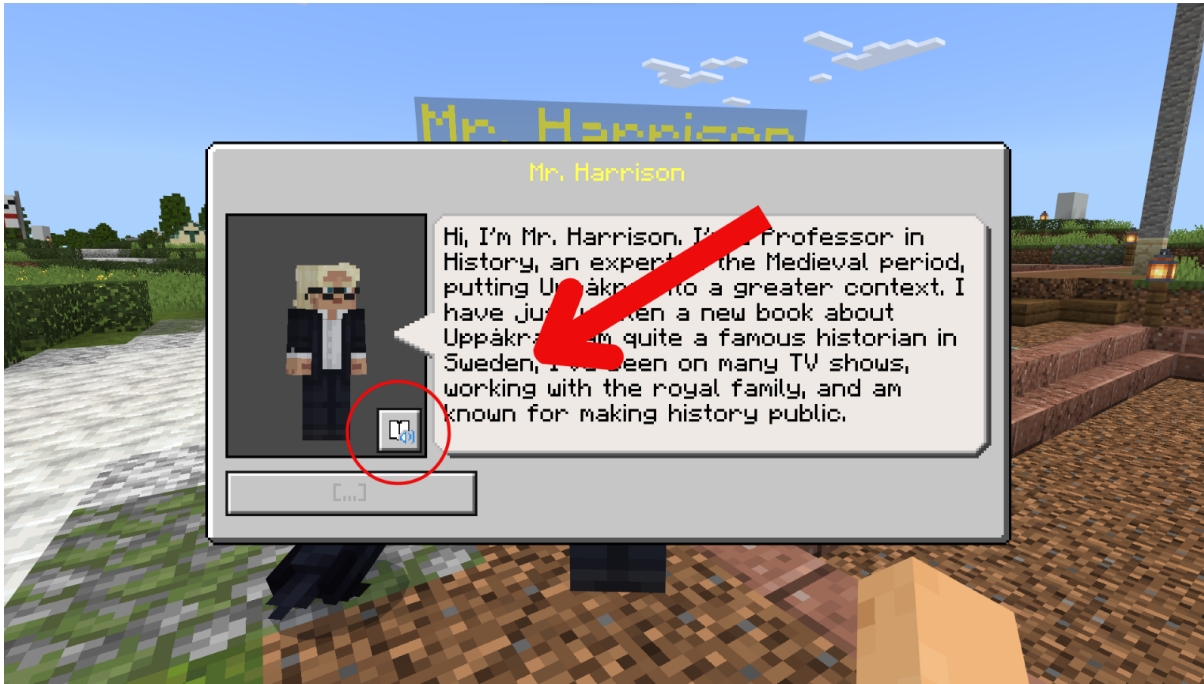 Mr. Harrison
Mr. Harrison
Hi, I'm Mr. Harrison. I'm Professor in
History, an expert the Medieval period,
putting to a greater context. I
have just a new book about
Uppåkra am quite a famous historian in
Sweden, I've been on many TV shows,
working with the royal family, and am
known for making history public.
[...]